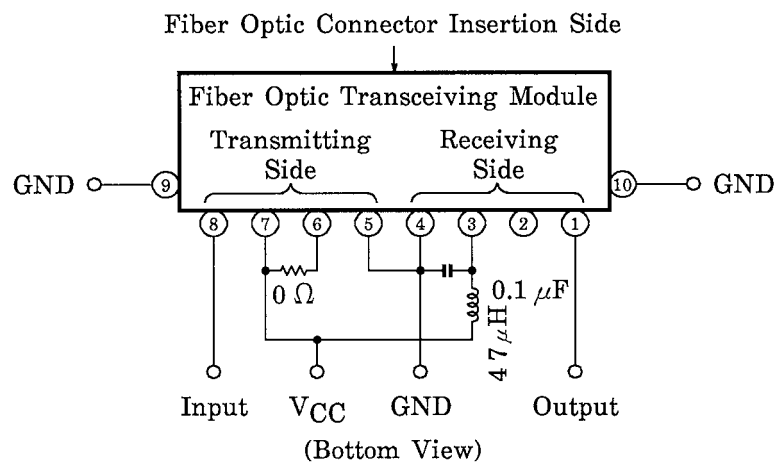 Fiber Optic Connector Insertion Side
Fiber Optic Transceiving Module
Transmitting Side
Receiving Side
GND
9
10
GND
8
7
6
5
4
3
2
1
0 Ω
0.1 μF
47 μH
Input
VCC
GND
Output
(Bottom View)